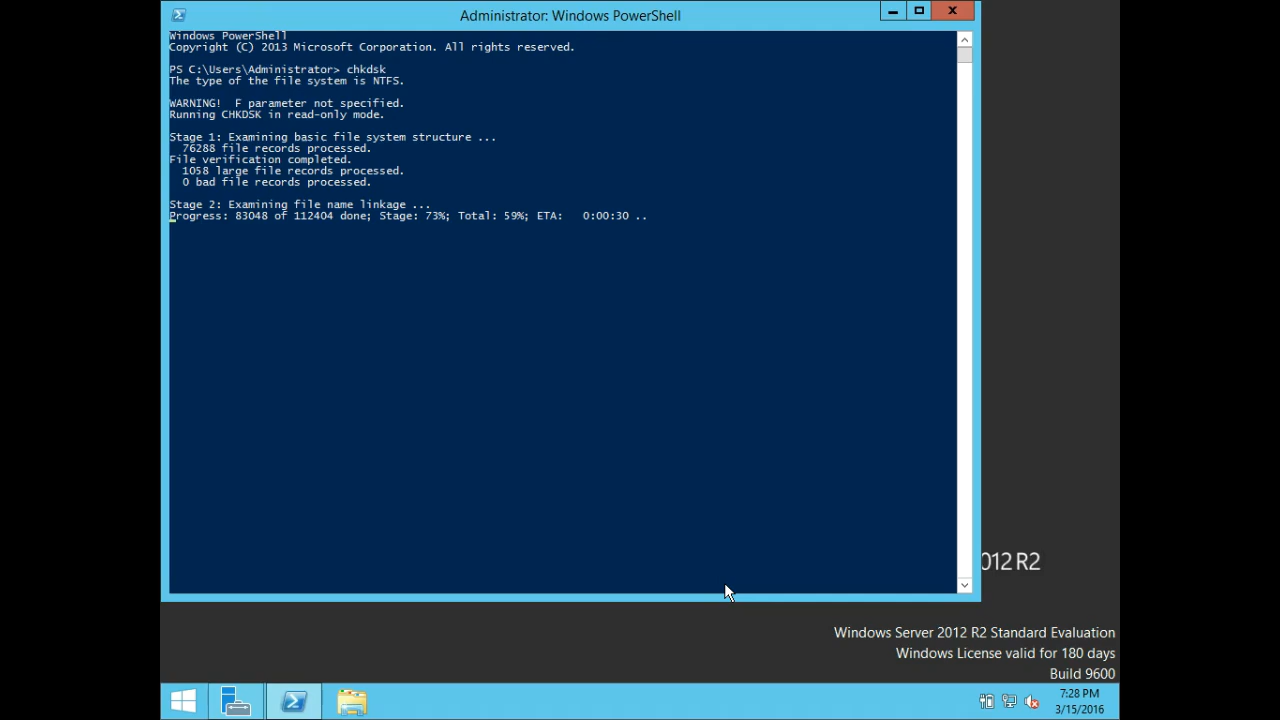 Administrator: Windows PowerShell
Windows PowerShell
Copyright (C) 2013 Microsoft Corporation. All rights reserved.
PS C:\Users\Administrator> chkdsk
The type of the file system is NTFS.
WARNING!  F parameter not specified.
Running CHKDSK in read-only mode.
Stage 1: Examining basic file system structure ...
  76288 file records processed.
File verification completed.
  1058 large file records processed.
  0 bad file records processed.
Stage 2: Examining file name linkage ...
Progress: 83048 of 112404 done; Stage: 73%; Total: 59%; ETA:   0:00:30 ..
012 R2
Windows Server 2012 R2 Standard Evaluation
Windows License valid for 180 days
Build 9600
7:28 PM
3/15/2016